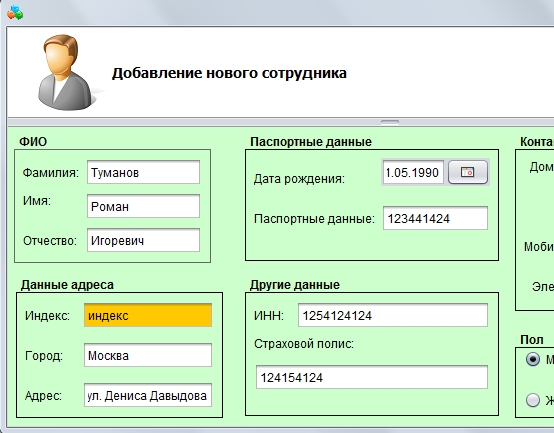 Добавление нового сотрудника
ФИО
Фамилия: Туманов
Имя: Роман
Отчество: Игоревич
Паспортные данные
Дата рождения: 1.05.1990
Паспортные данные: 123441424
Конта
Дом
Моби
Эле
Данные адреса
Индекс: индекс
Город: Москва
Адрес: ул. Дениса Давыдова
Другие данные
ИНН: 1254124124
Страховой полис:
124154124
Пол
М
Ж